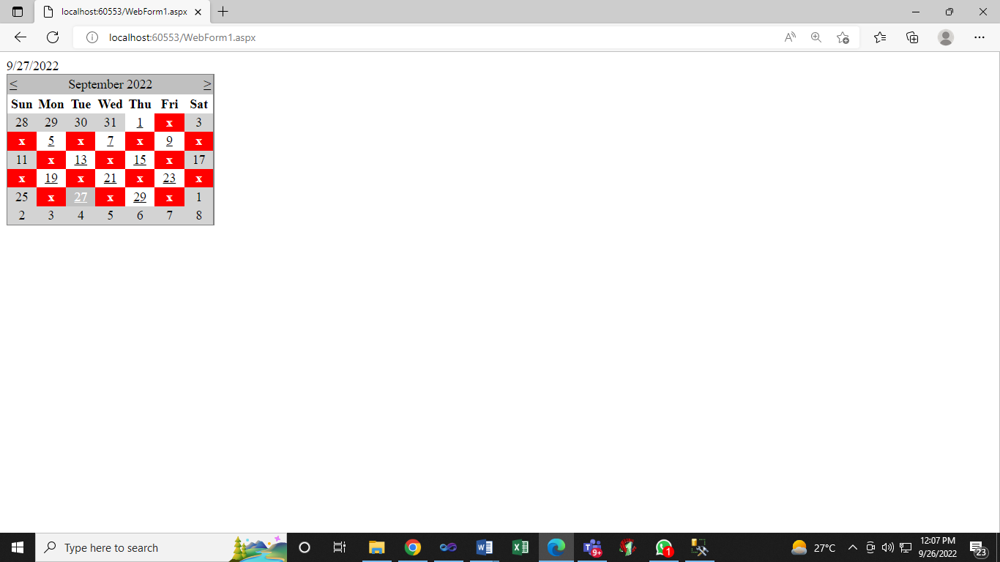 localhost:60553/WebForm1.aspx
localhost:60553/WebForm1.aspx
9/27/2022
< September 2022 >
Sun Mon Tue Wed Thu Fri Sat
28 29 30 31 1 x 3
x 5 x 7 x 9 x
11 x 13 x 15 x 17
x 19 x 21 x 23 x
25 x 27 x 29 x 1
2 3 4 5 6 7 8
Type here to search
9+
1
27°C
12:07 PM
9/26/2022
23